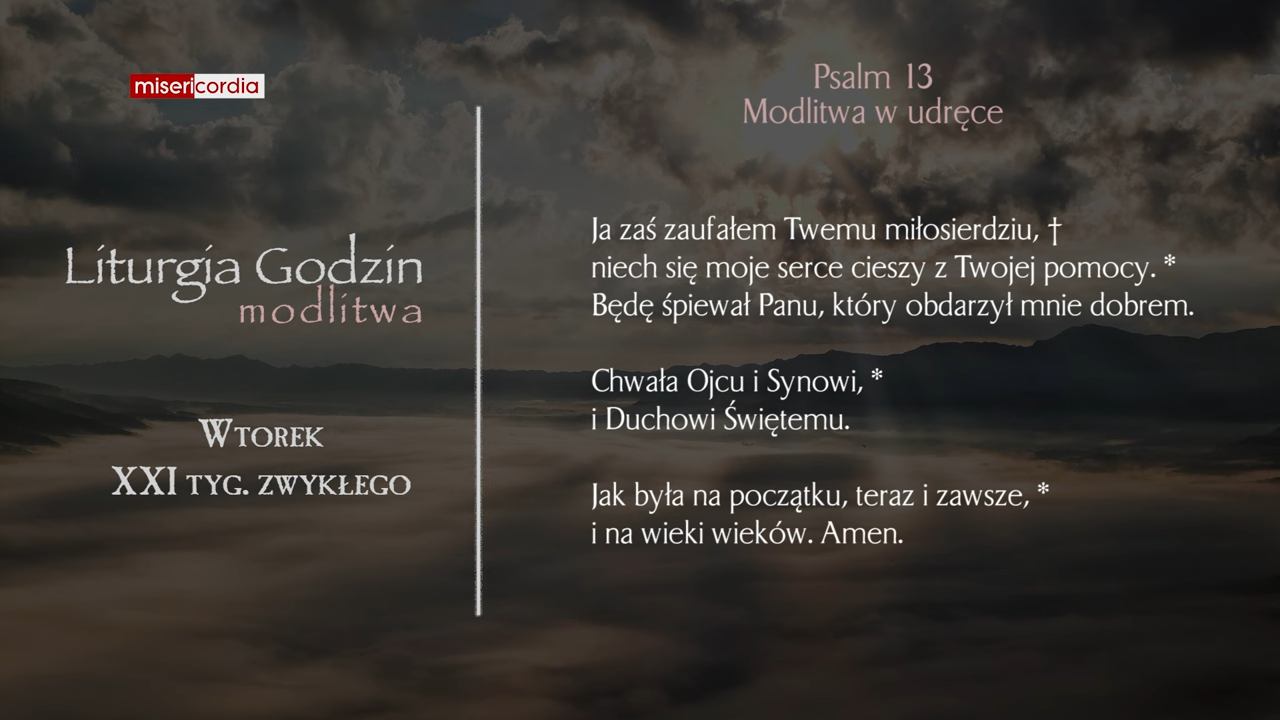 misericordia
Liturgia Godzin
modlitwa
Wtorek
XXI tyg. zwykłego
Psalm 13
Modlitwa w udręce
Ja zaś zaufałem Twemu miłosierdziu, †
niech się moje serce cieszy z Twojej pomocy. *
Będę śpiewał Panu, który obdarzył mnie dobrem.
Chwała Ojcu i Synowi, *
i Duchowi Świętemu.
Jak była na początku, teraz i zawsze, *
i na wieki wieków. Amen.